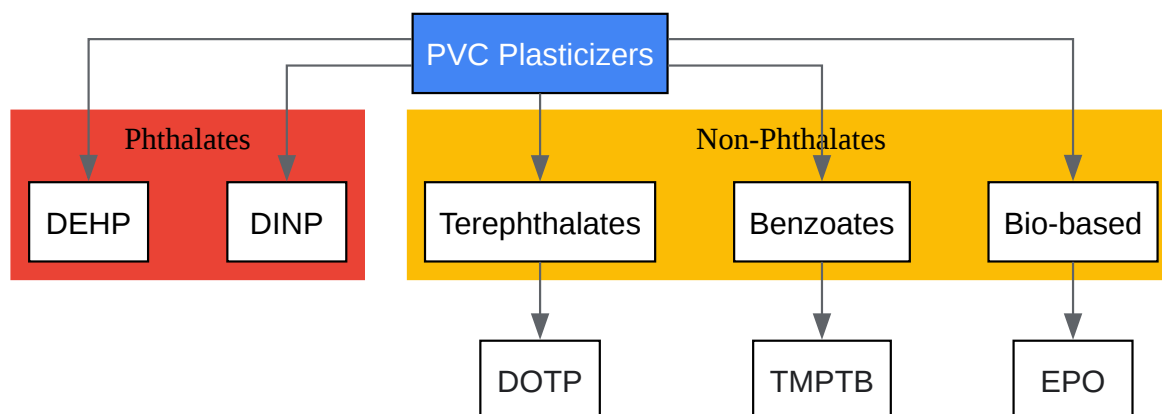 PVC Plasticizers
Phthalates
Non-Phthalates
DEHP
DINP
Terephthalates
Benzoates
Bio-based
DOTP
TMPTB
EPO